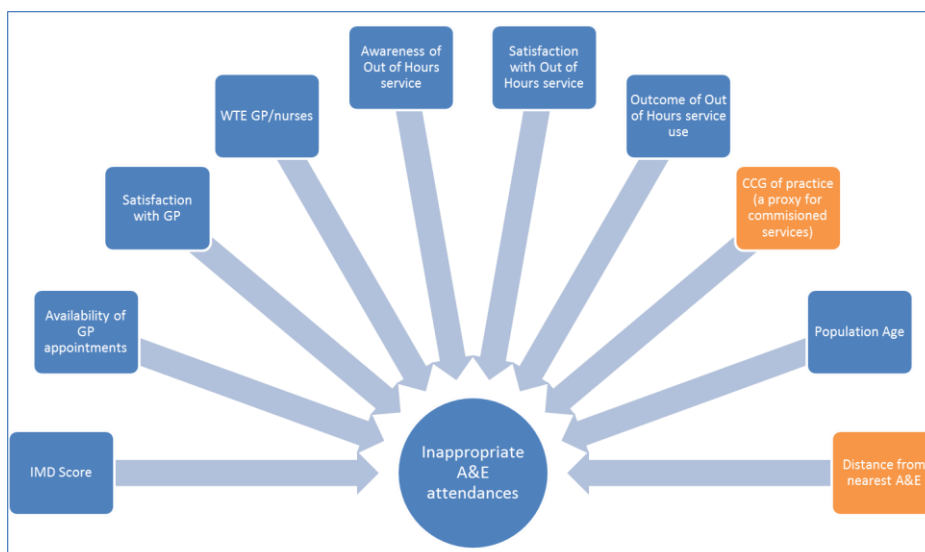 Awareness of
Out of Hours
service
Satisfaction
with Out of
Hours service
WTE GP/nurses
Outcome of Out
of Hours service
use
Satisfaction
with GP
CCG of practice
(a proxy for
commisioned
services)
Availability of
GP
appointments
Population Age
IMD Score
Inappropriate
A&E
attendances
Distance from
nearest A&E